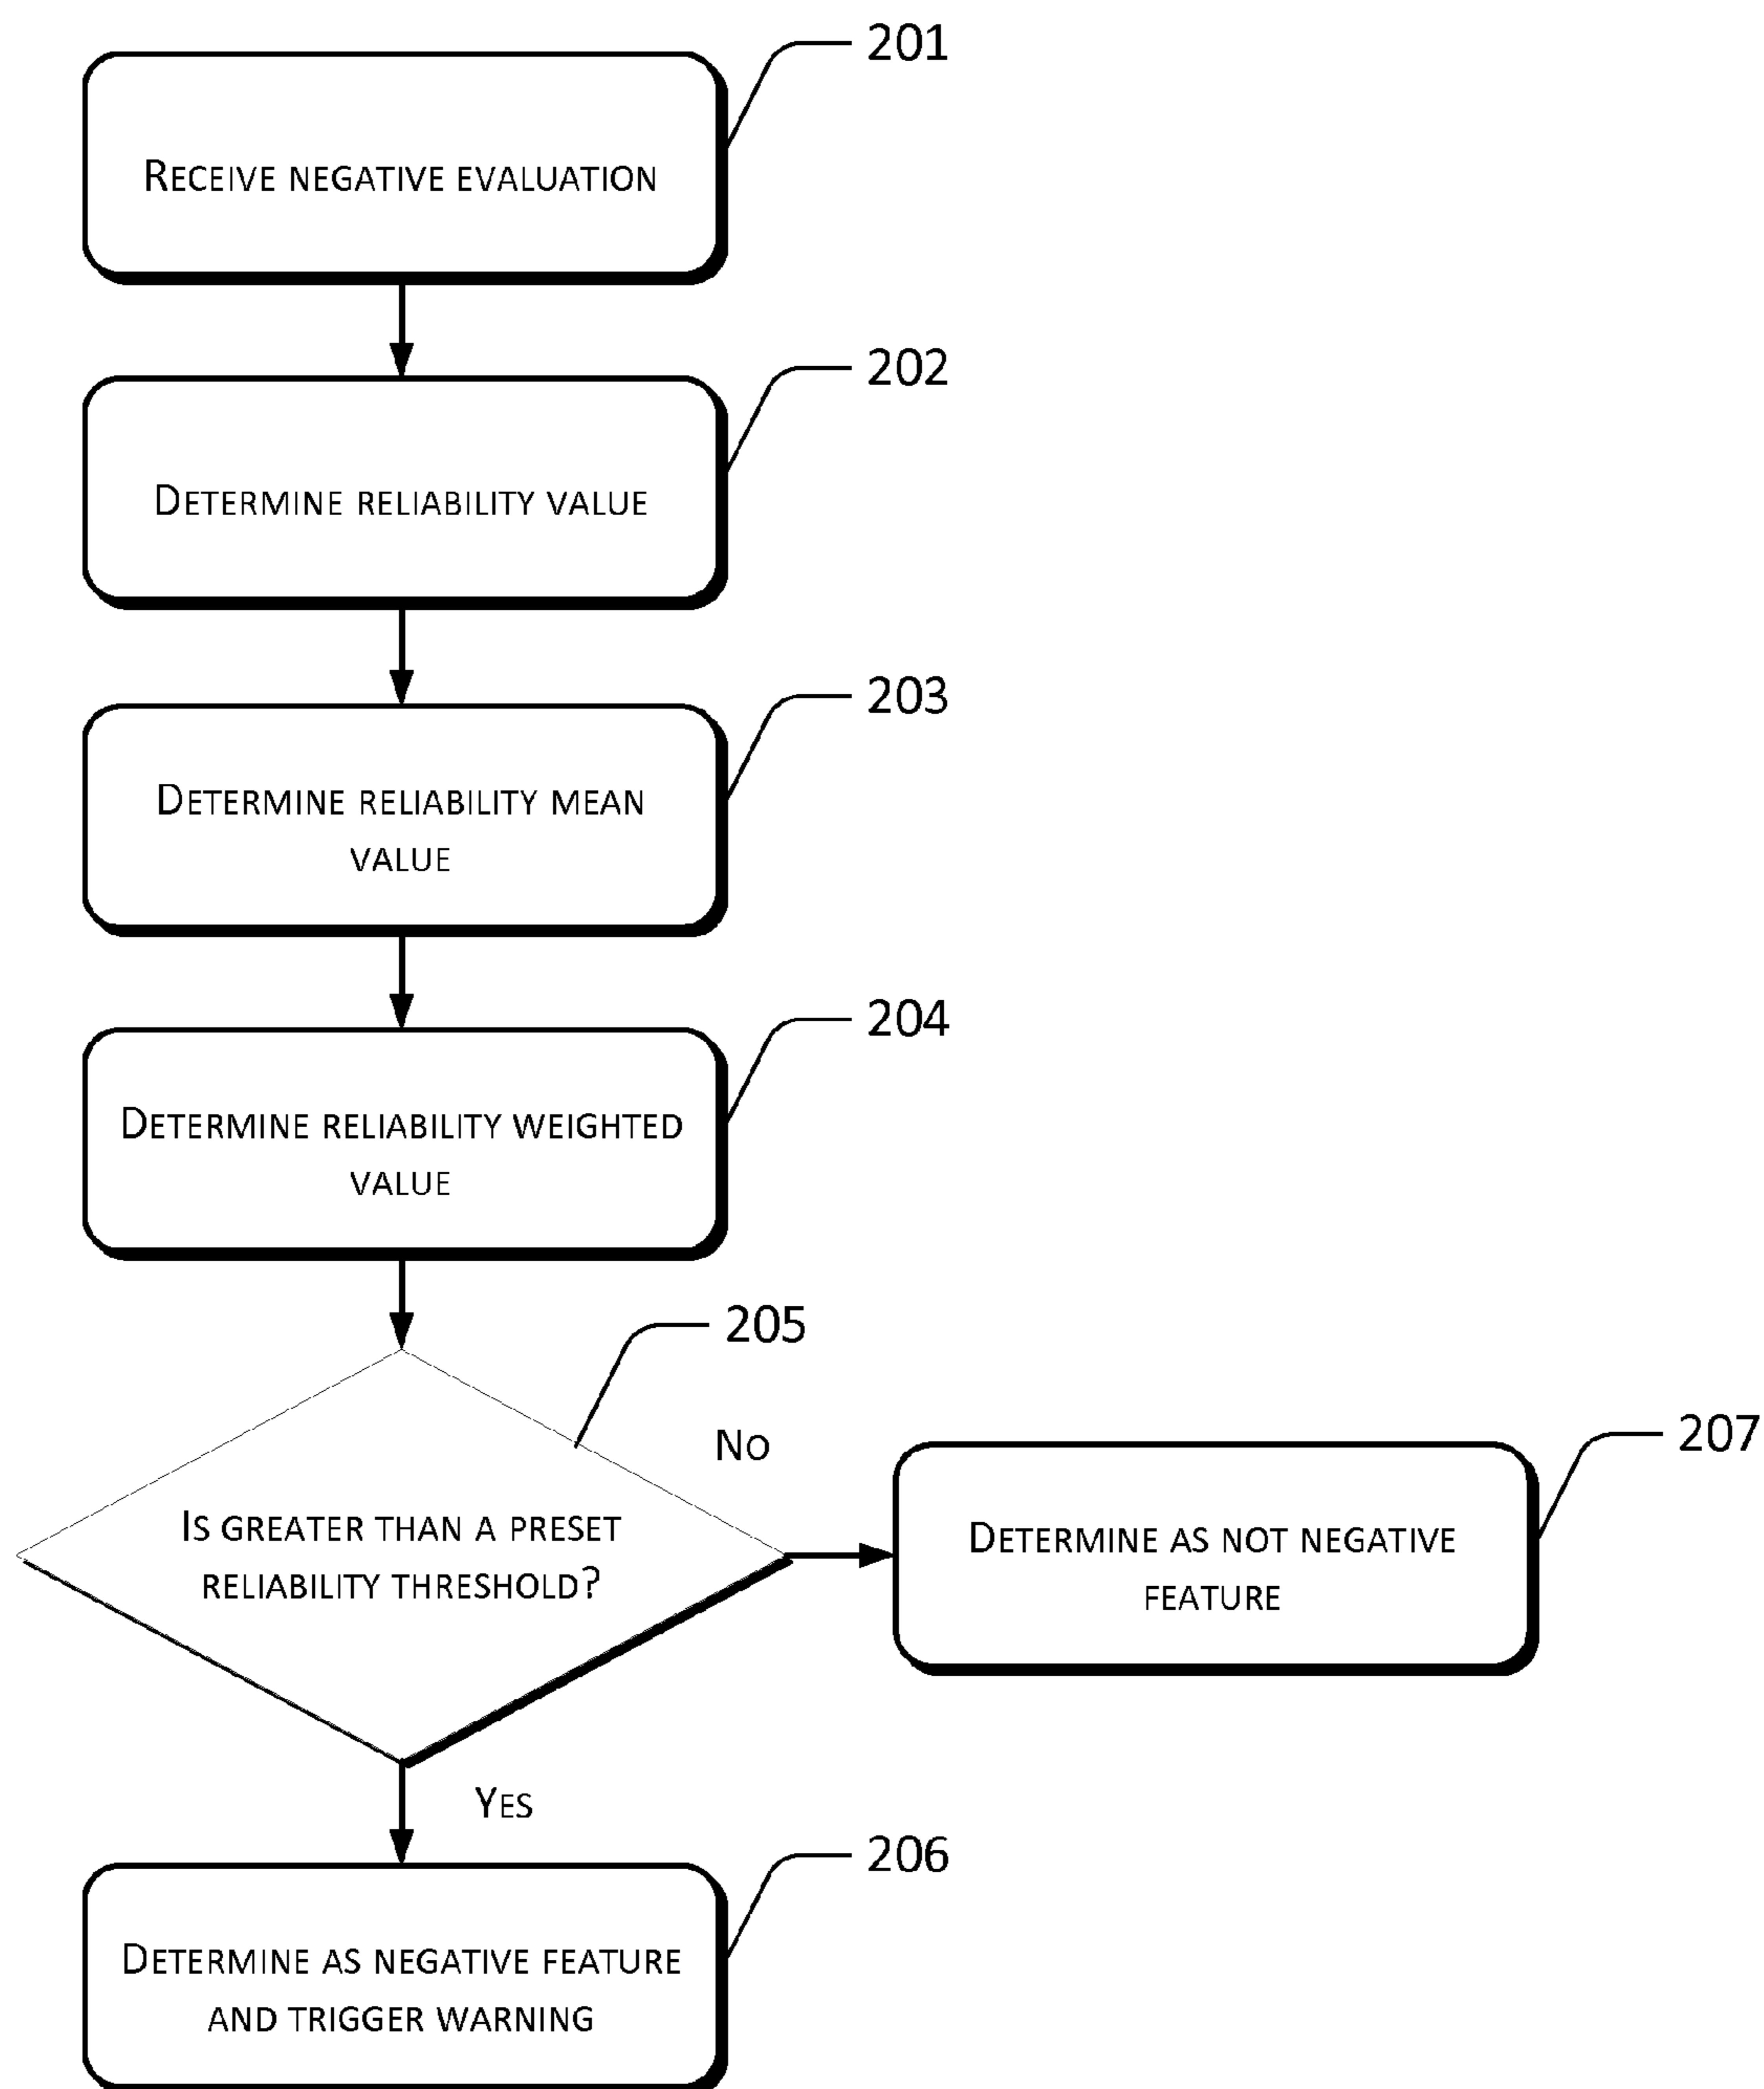 201
RECEIVE NEGATIVE EVALUATION
202
DETERMINE RELIABILITY VALUE
203
DETERMINE RELIABILITY MEAN
VALUE
204
DETERMINE RELIABILITY WEIGHTED
VALUE
205
NO
207
IS GREATER THAN A PRESET
RELIABILITY THRESHOLD?
DETERMINE AS NOT NEGATIVE
FEATURE
YES
206
DETERMINE AS NEGATIVE FEATURE
AND TRIGGER WARNING